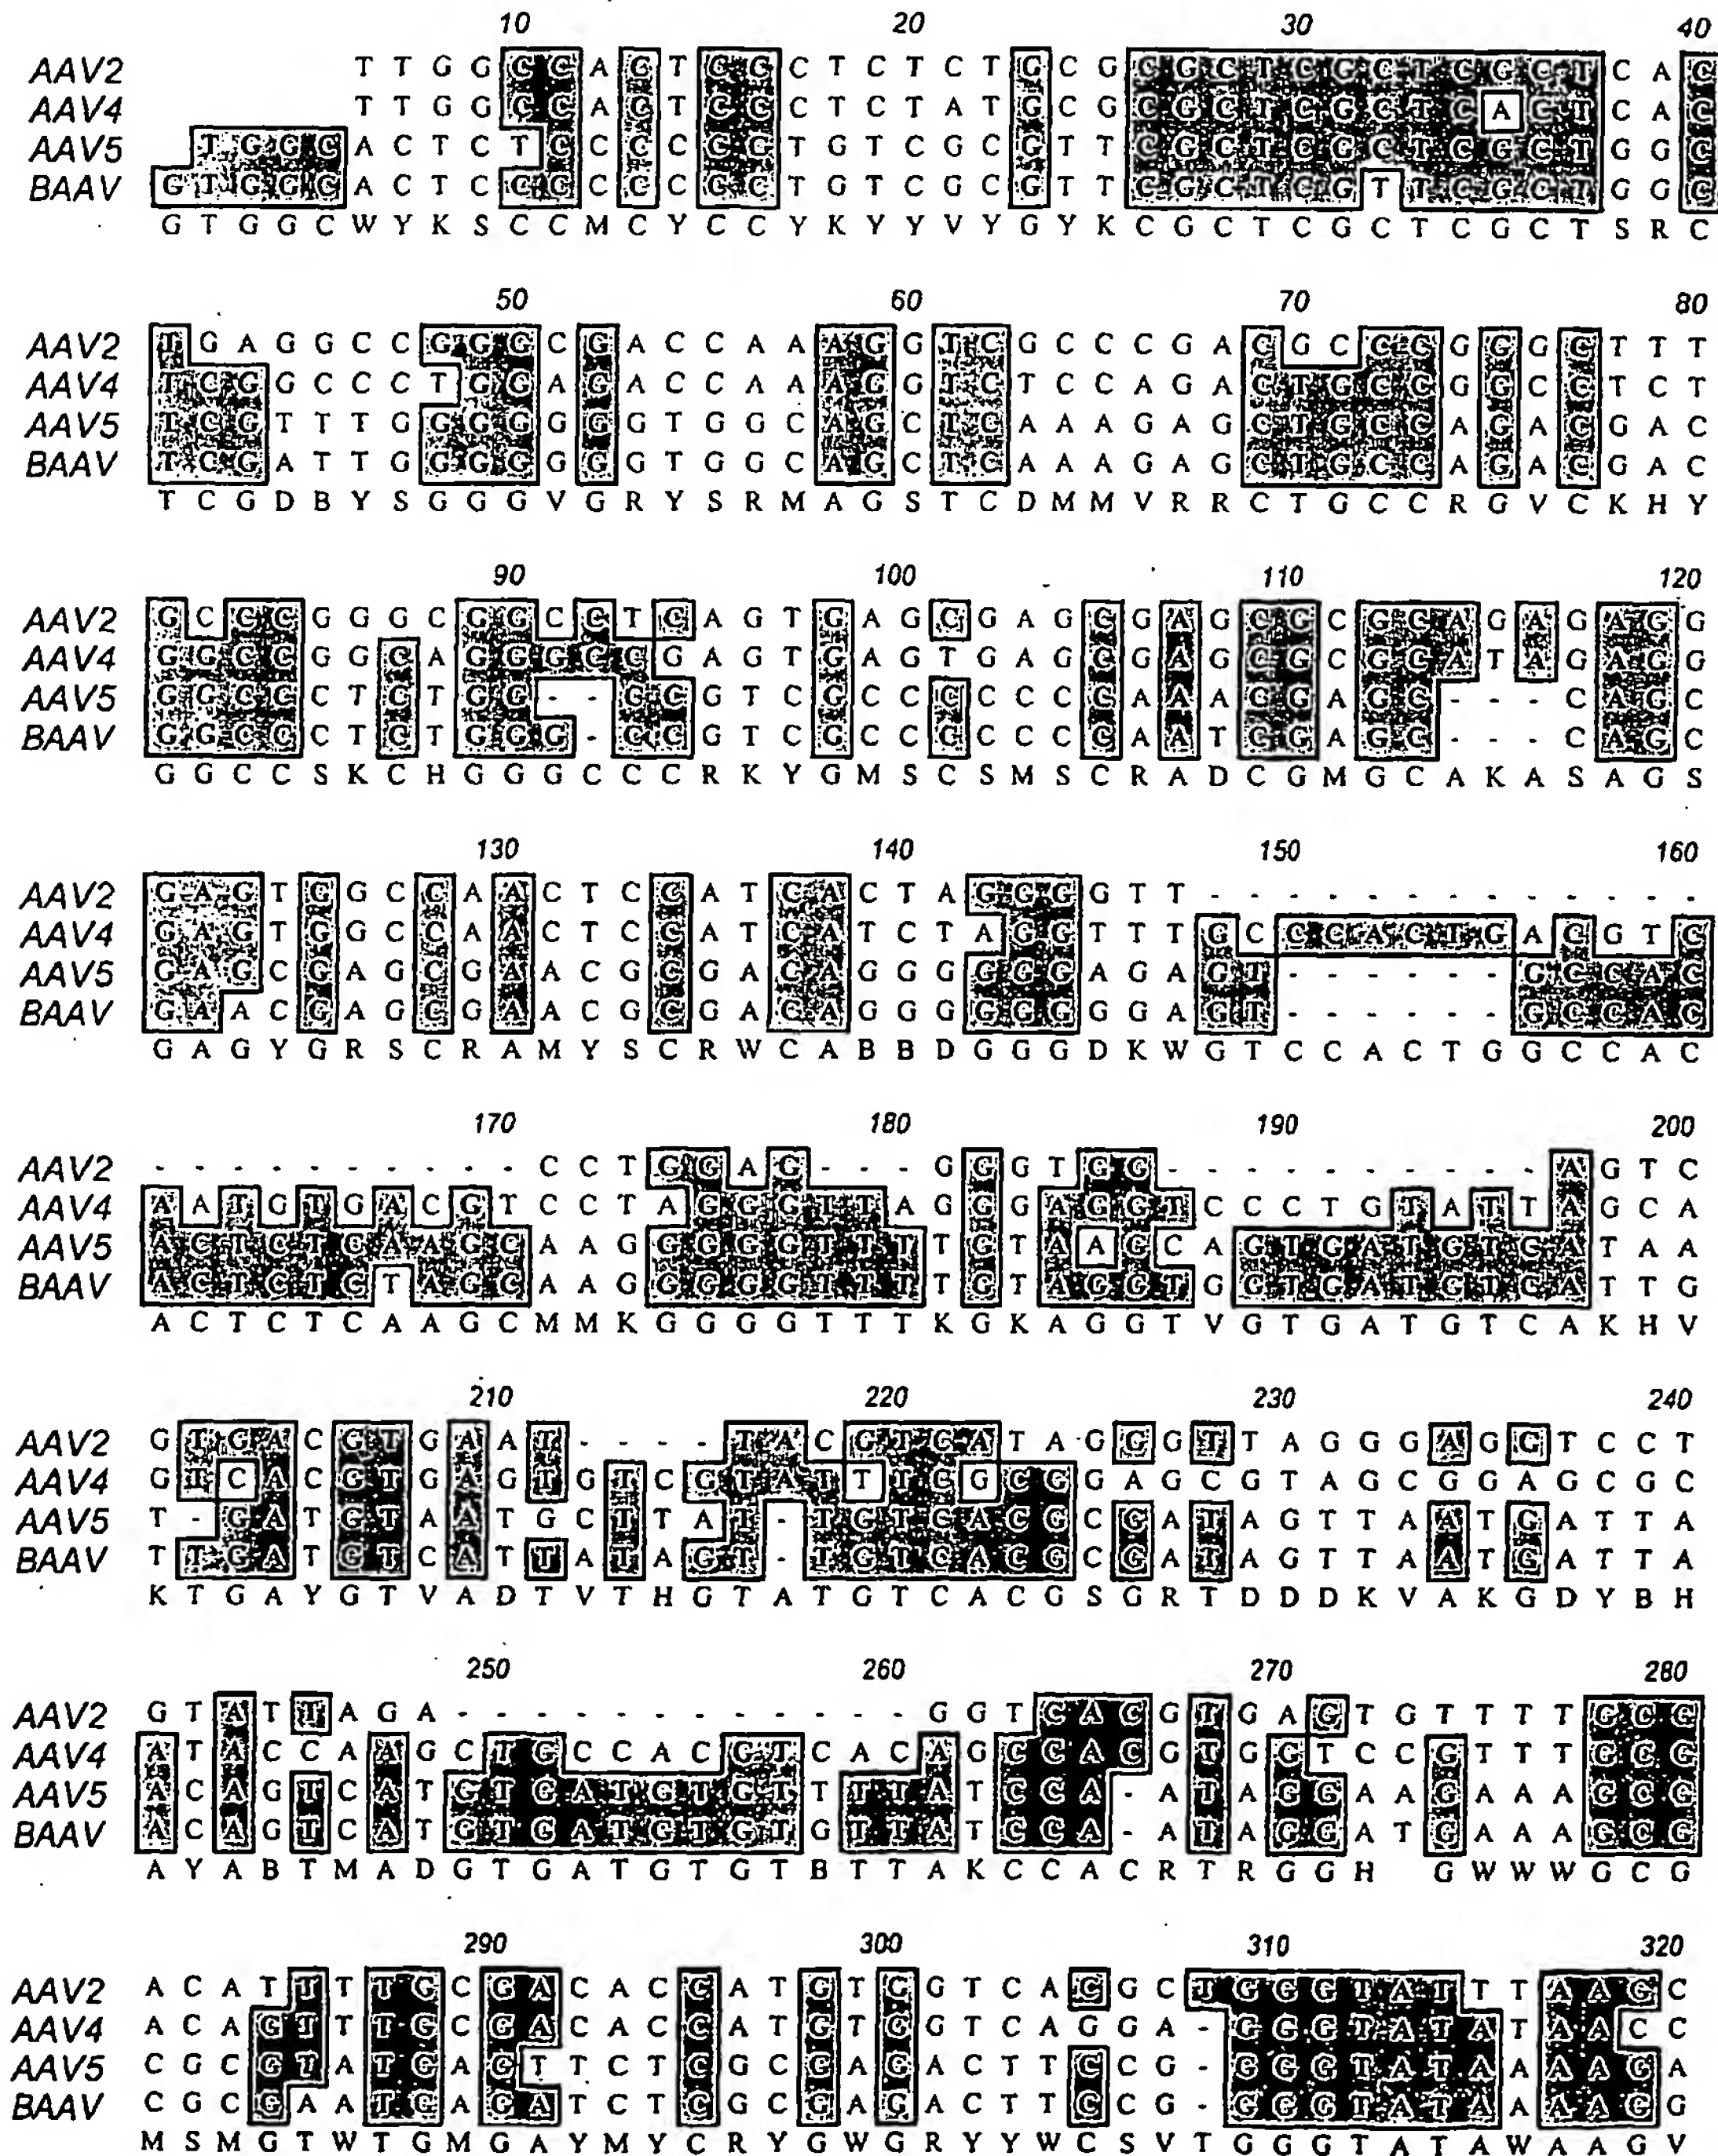 10 20 30 40
AAV2 T T G G C C A C T C C C T C T C T G C G C G C T C G C T C G C T C A C
AAV4 T T G G C C A C T C C C T C T A T G C G C G C T C G C T C A C T C A C
AAV5 T G G C A C T C T C C C C C C T G T C G C G T T C G C T C G C T C G C T G G C
BAAV G T G G C A C T C C C C C C C C T G T C G C G T T C G C T C G T T C G C T G G C
G T G G C W Y K S C C M C Y C C Y K Y Y V Y G Y K C G C T C G C T C G C T S R C
50 60 70 80
AAV2 T G A G G C C G G G C G A C C A A A G G T C G C C C G A C G C C C G G G C T T T
AAV4 T C G G C C C T G G A G A C C A A A G G T C T C C A G A C T G C C G G C C T C T
AAV5 T C G T T T G G G G G G G T G G C A G C T C A A A G A G C T G C C A G A C G A C
BAAV T C G A T T G G G G G G G T G G C A G C T C A A A G A G C T G C C A G A C G A C
T C G D B Y S G G G V G R Y S R M A G S T C D M M V R R C T G C C R G V C K H Y
90 100 110 120
AAV2 G C C C G G G C G G C C T C A G T G A G C G A G C G A G C G C G C A G A G A G G
AAV4 G G C C G G C A G G G C C G A G T G A G T G A G C G A G C G C G C A T A G A G G
AAV5 G G C C C T C T G G - - C C G T C G C C C C C C C A A A C G A G C - - - C A G C
BAAV G G C C C T C T G G G - C C G T C G C C C C C C C A A T C G A G C - - - C A G C
G G C C S K C H G G G C C C R K Y G M S C S M S C R A D C G M G C A K A S A G S
130 140 150 160
AAV2 G A G T G G C C A A C T C C A T C A C T A G G G G T T - - - - - - - - - - - - -
AAV4 G A G T G G C C A A C T C C A T C A T C T A G G T T T G C C C A C T G A C G T C
AAV5 G A G C G A G C G A A C G C G A C A G G G G G G A G A G T - - - - - - G C C A C
BAAV G A A C G A G C G A A C G C G A C A G G G G G G G G A G T - - - - - - G C C A C
G A G Y G R S C R A M Y S C R W C A B B D G G G D K W G T C C A C T G G C C A C
170 180 190 200
AAV2 - - - - - - - - - - C C T G G A G - - - G G G T G G - - - - - - - - - - A G T C
AAV4 A A T G T G A C G T C C T A G G G T T A G G G A G G T C C C T G T A T T A G C A
AAV5 A C T C T C A A G C A A G G G G G T T T T G T A A G C A G T G A T G T C A T A A
BAAV A C T C T C T A G C A A G G G G G T T T T G T A G G T G G T G A T G T C A T T G
A C T C T C A A G C M M K G G G G T T T K G K A G G T V G T G A T G T C A K H V
210 220 230 240
AAV2 G T G A C G T G A A T - - - - T A C G T C A T A G G G T T A G G G A G G T C C T
AAV4 G T C A C G T G A G T G T C G T A T T T C G C G G A G C G T A G C G G A G C G C
AAV5 T - G A T G T A A T G C T T A T - T G T C A C G C G A T A G T T A A T G A T T A
BAAV T T G A T G T C A T T A T A G T - T G T C A C G C G A T A G T T A A T G A T T A
K T G A Y G T V A D T V T H G T A T G T C A C G S G R T D D D K V A K G D Y B H
250 260 270 280
AAV2 G T A T T A G A - - - - - - - - - - - - G G T C A C G T G A G T G T T T T G C G
AAV4 A T A C C A A G C T G C C A C G T C A C A G C C A C G T G G T C C G T T T G C G
AAV5 A C A G T C A T G T G A T G T G T T T T A T C C A - A T A G G A A G A A A G C G
BAAV A C A G T C A T G T G A T G T G T G T T A T C C A - A T A G G A T G A A A G C G
A Y A B T M A D G T G A T G T G T B T T A K C C A C R T R G G H G W W W G C G
290 300 310 320
AAV2 A C A T T T T G C G A C A C C A T G T G G T C A C G C T G G G T A T T T A A G C
AAV4 A C A G T T T G C G A C A C C A T G T G G T C A G G A - G G G T A T A T A A C C
AAV5 C G C G T A T G A G T T C T C G C G A G A C T T C C G - G G G T A T A A A A G A
BAAV C G C G A A T G A G A T C T C G C G A G A C T T C C G - G G G T A T A A A A G G
M S M G T W T G M G A Y M Y C R Y G W G R Y Y W C S V T G G G T A T A W A A G V